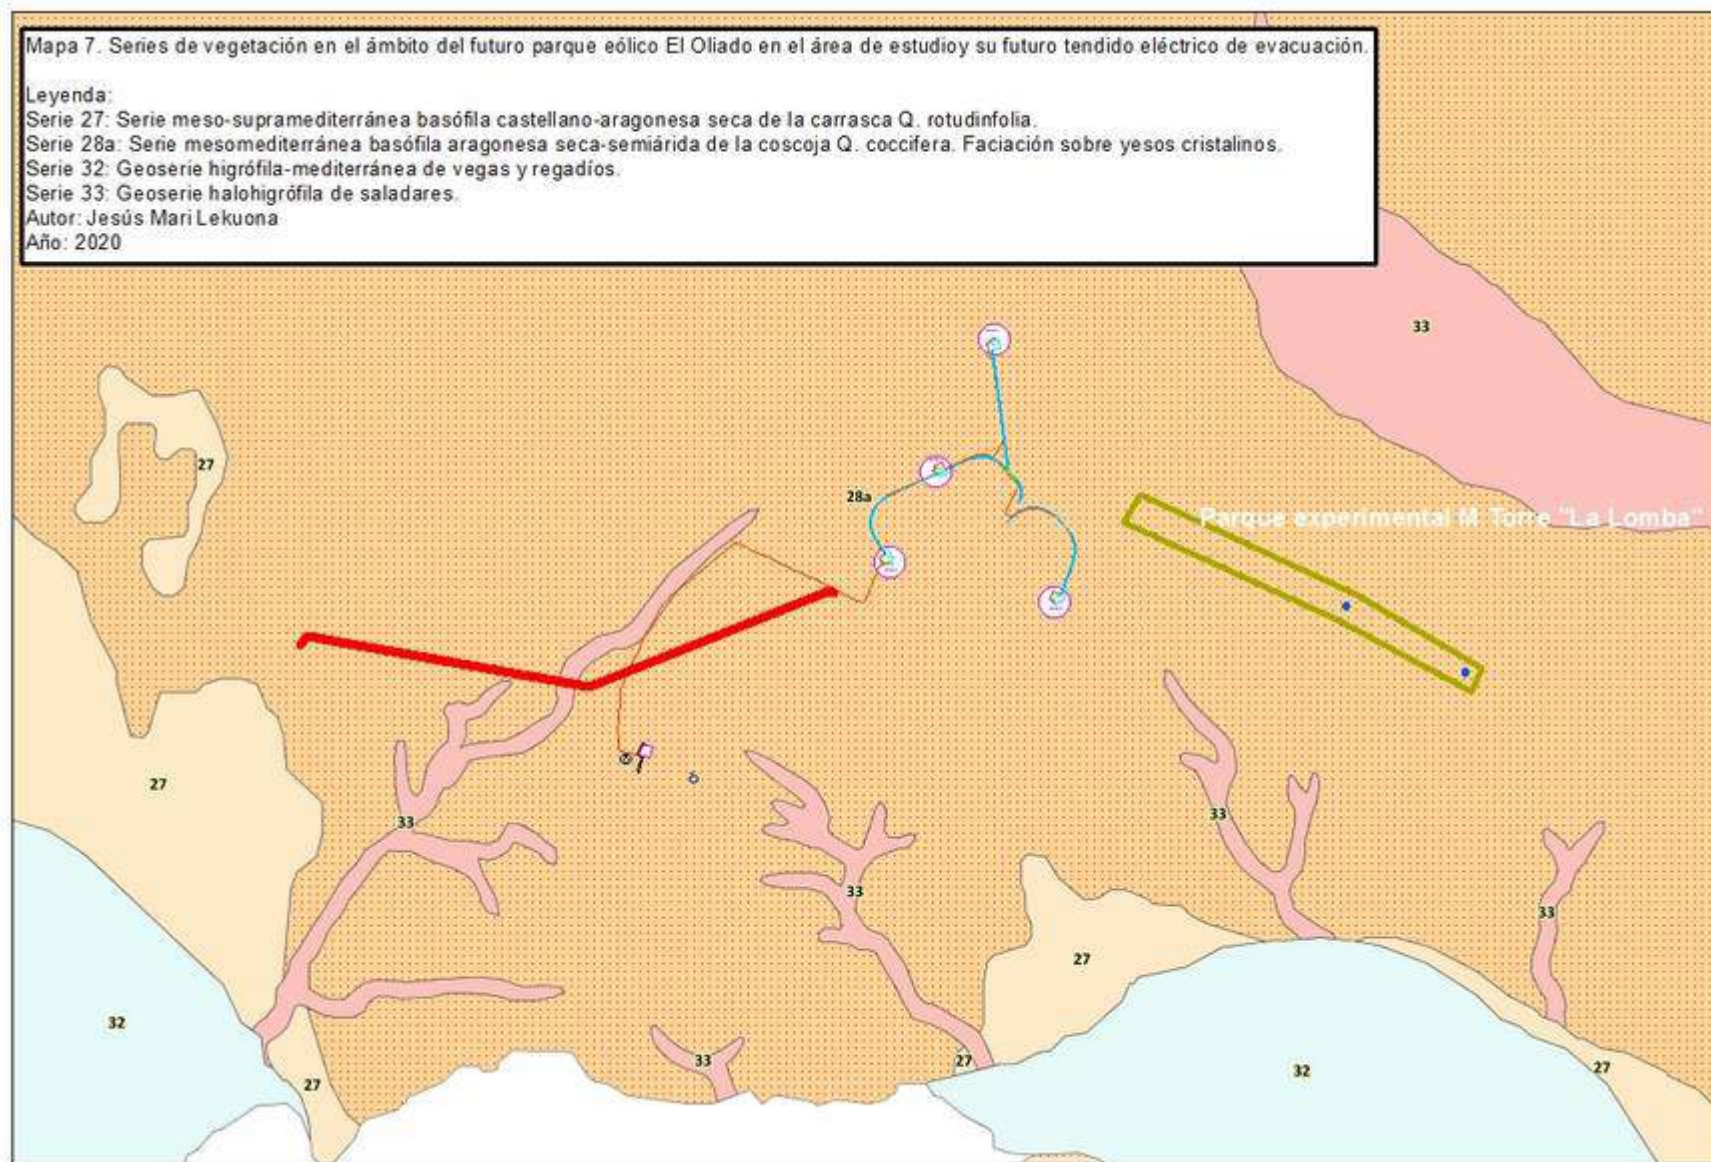 Mapa 7. Series de vegetación en el ámbito del futuro parque eólico El Oliado en el área de estudioy su futuro tendido eléctrico de evacuación.
Leyenda:
Serie 27: Serie meso-supramediterránea basófila castellano-aragonesa seca de la carrasca Q. rotudinfolia.
Serie 28a: Serie mesomediterránea basófila aragonesa seca-semiárida de la coscoja Q. coccifera. Faciación sobre yesos cristalinos.
Serie 32: Geoserie higrófila-mediterránea de vegas y regadíos.
Serie 33: Geoserie halohigrófila de saladares.
Autor: Jesús Mari Lekuona
Año: 2020
33
27
28a
Parque experimental M Torre "La Lomba"
27
33
33
33
33
27
32
33
27
27
32
27